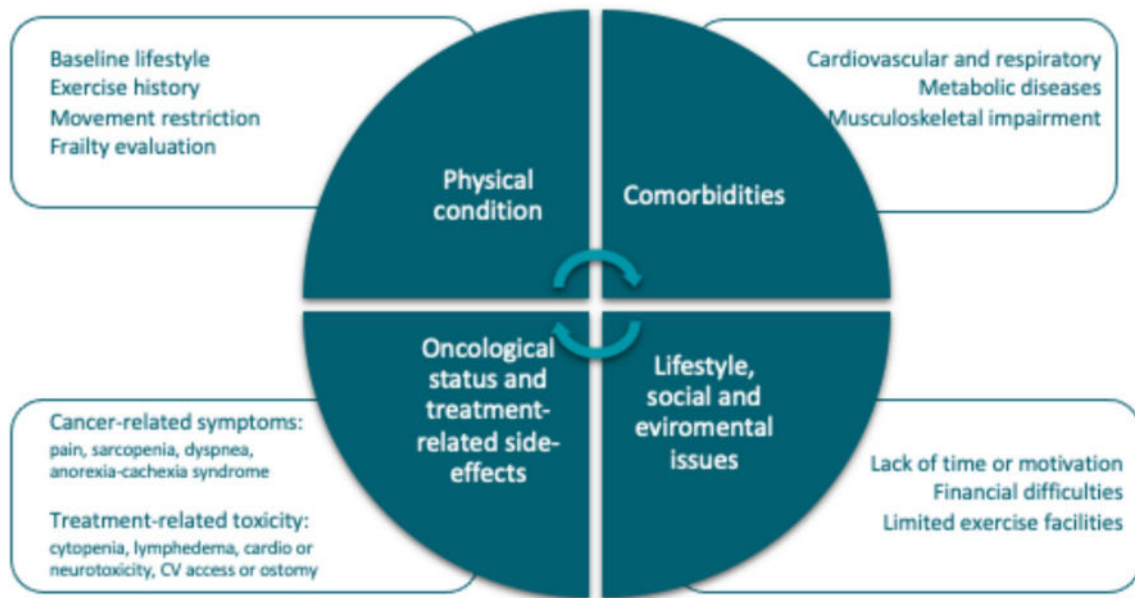 Baseline lifestyle
Exercise history
Movement restriction
Frailty evaluation
Physical
condition
Cardiovascular and respiratory
Metabolic diseases
Musculoskeletal impairment
Comorbidities
Oncological
status and
treatment-
related side-
effects
Cancer-related symptoms:
pain, sarcopenia, dyspnea,
anorexia-cachexia syndrome
Treatment-related toxicity:
cytopenia, lymphedema, cardio or
neurotoxicity, CV access or ostomy
Lifestyle,
social and
eviromental
issues
Lack of time or motivation
Financial difficulties
Limited exercise facilities